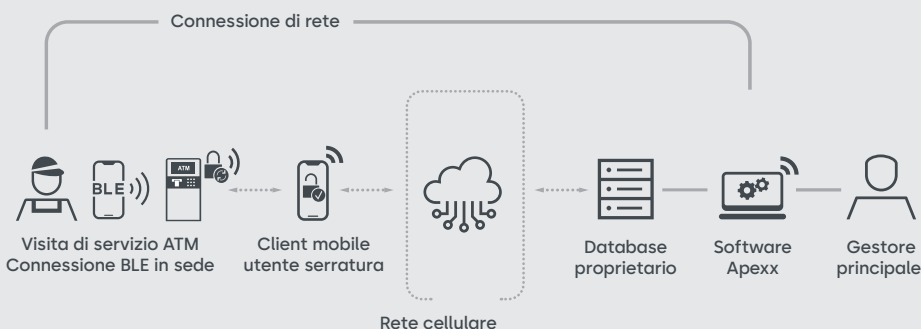 Connessione di rete
BLE
ATM
Visita di servizio ATM
Connessione BLE in sede
Client mobile
utente serratura
Rete cellulare
Database
proprietario
Software
Apexx
Gestore
principale